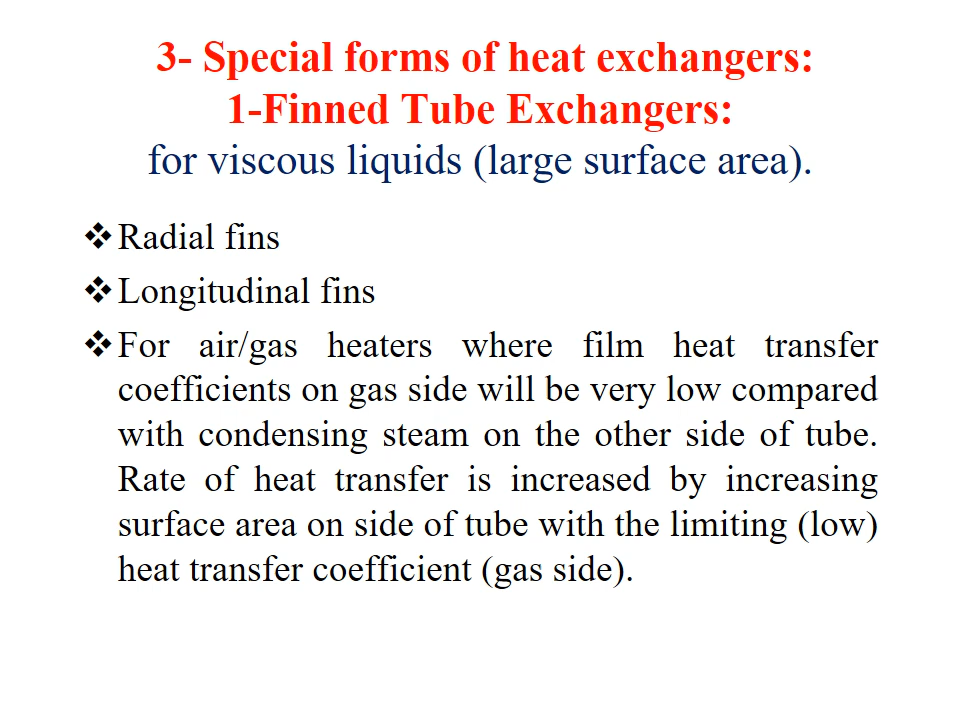 3- Special forms of heat exchangers:
1-Finned Tube Exchangers:
for viscous liquids (large surface area).
❖Radial fins
❖Longitudinal fins
❖For air/gas heaters where film heat transfer
coefficients on gas side will be very low compared
with condensing steam on the other side of tube.
Rate of heat transfer is increased by increasing
surface area on side of tube with the limiting (low)
heat transfer coefficient (gas side).